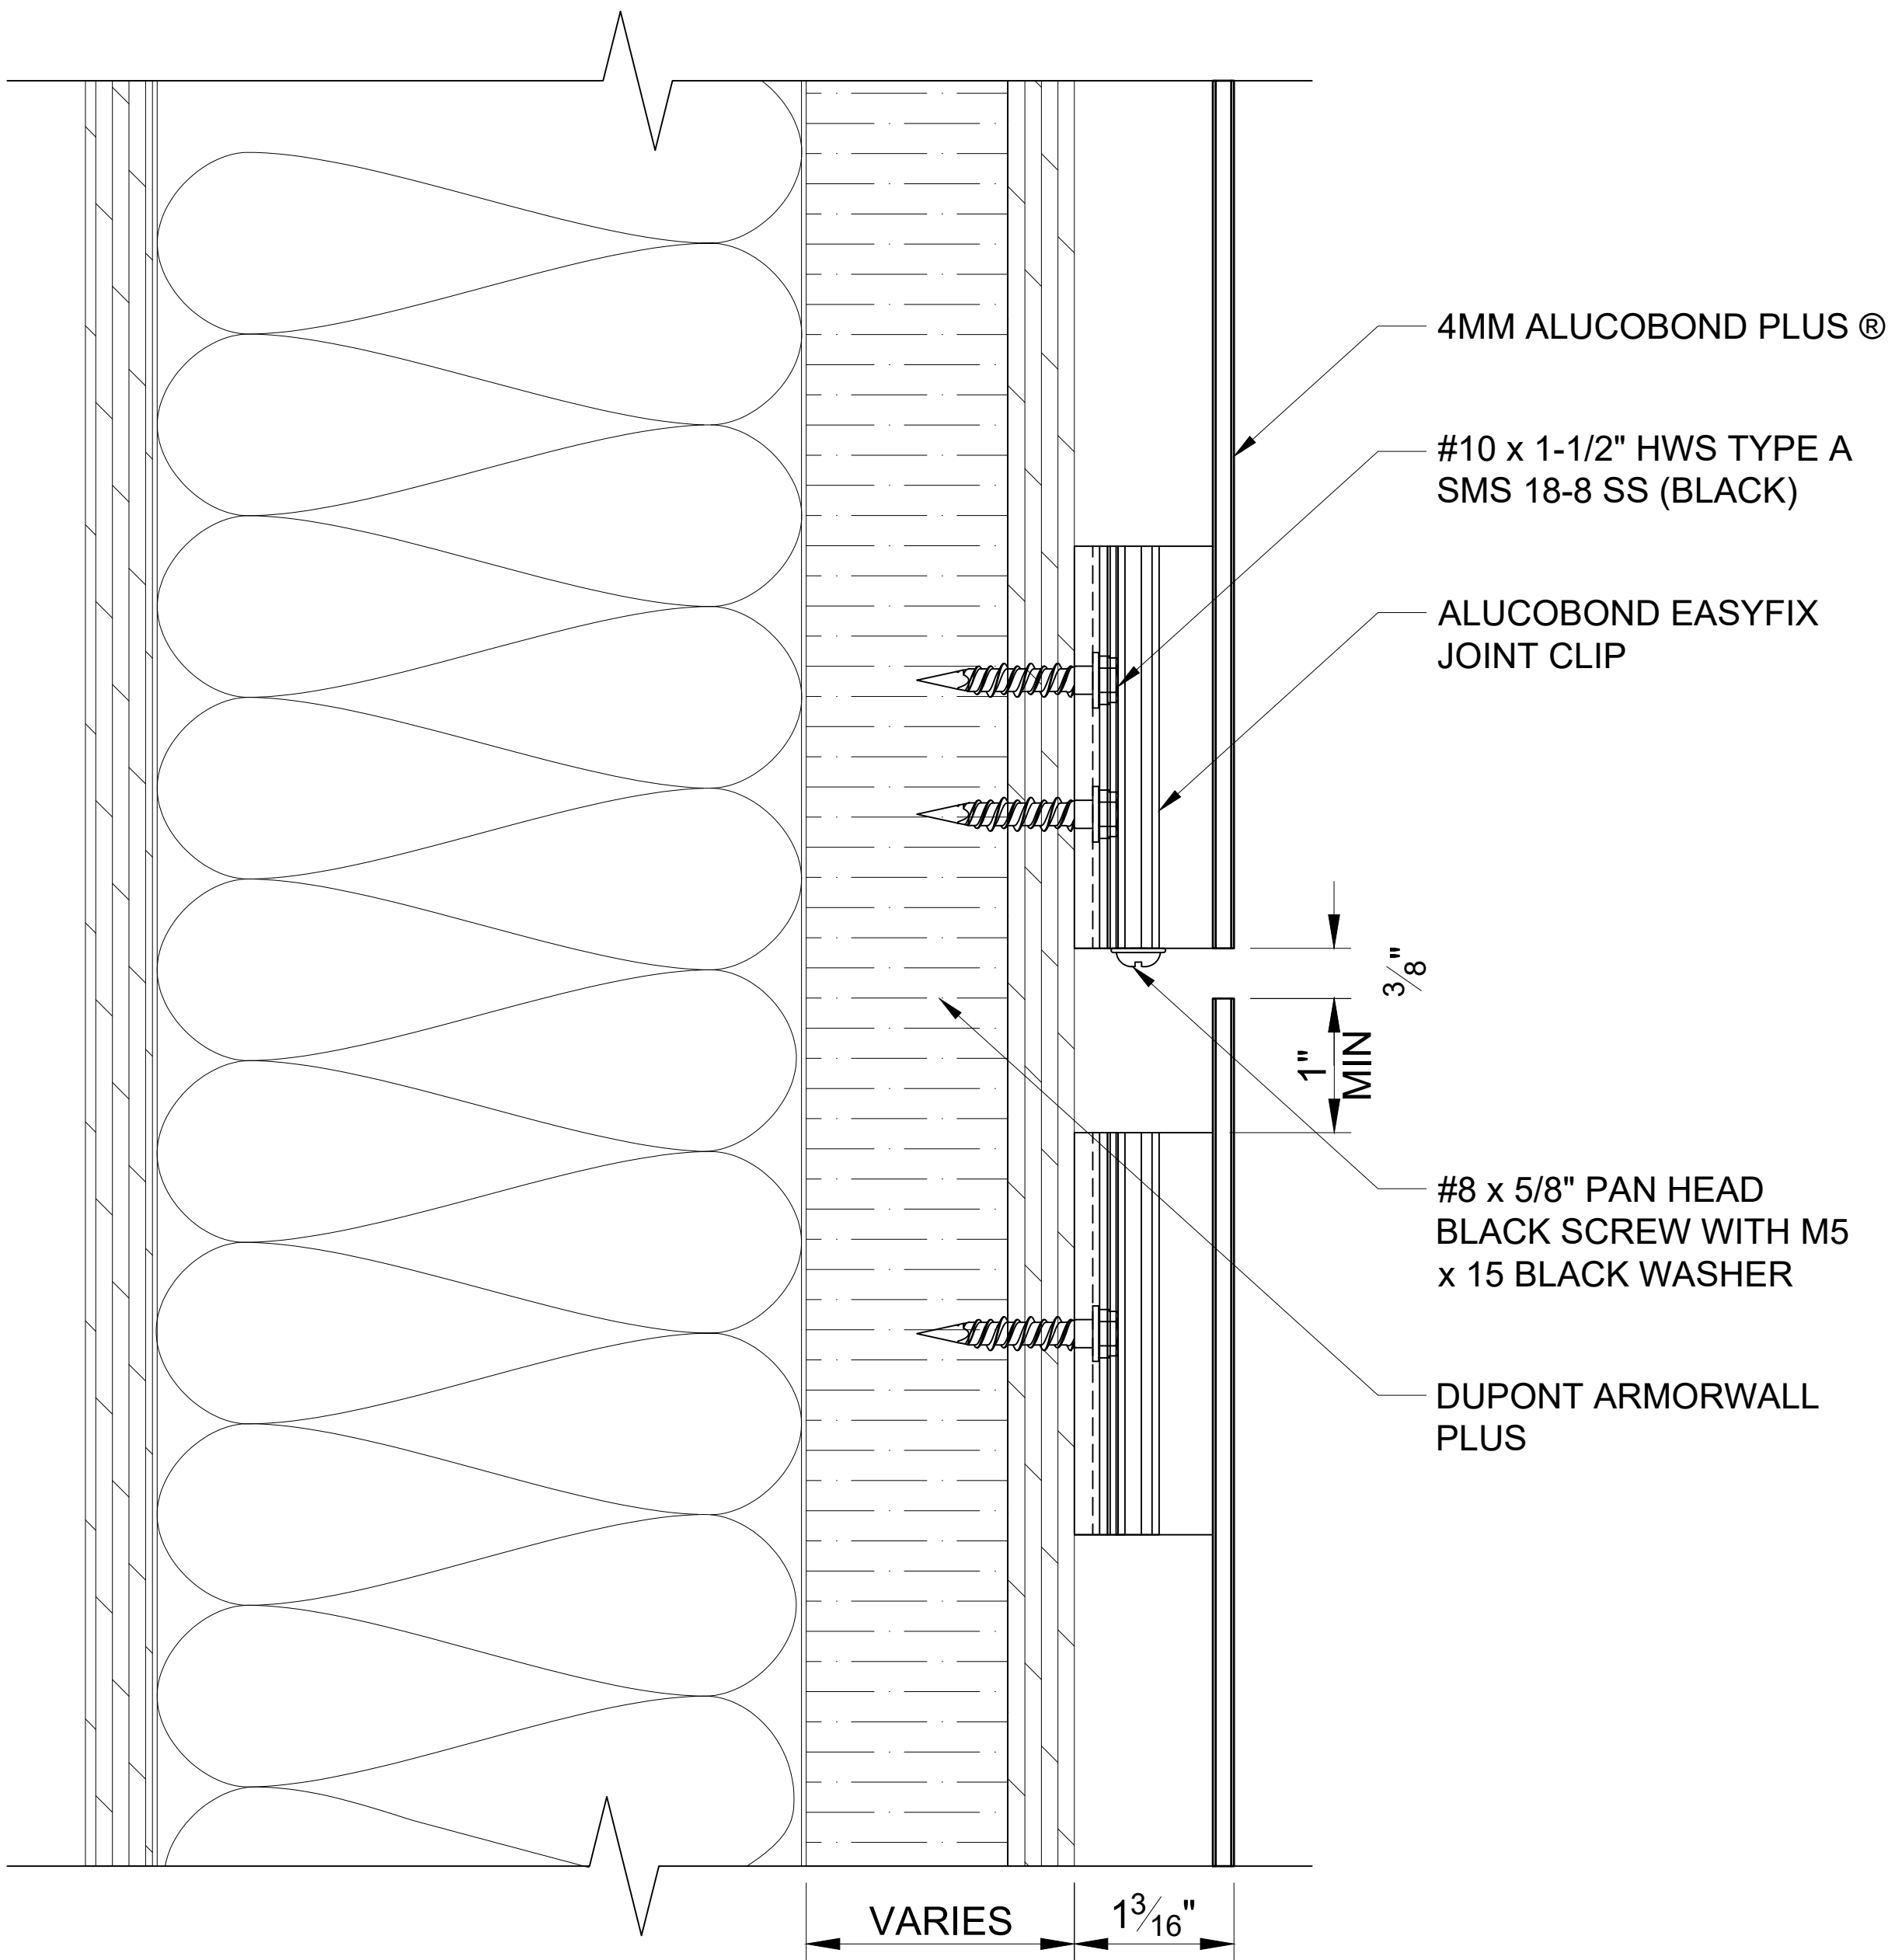 4MM ALUCOBOND PLUS ®
#10 x 1-1/2" HWS TYPE A
SMS 18-8 SS (BLACK)
ALUCOBOND EASYFIX
JOINT CLIP
3/8"
1"
MIN
#8 x 5/8" PAN HEAD
BLACK SCREW WITH M5
x 15 BLACK WASHER
DUPONT ARMORWALL
PLUS
VARIES
1 3/16"